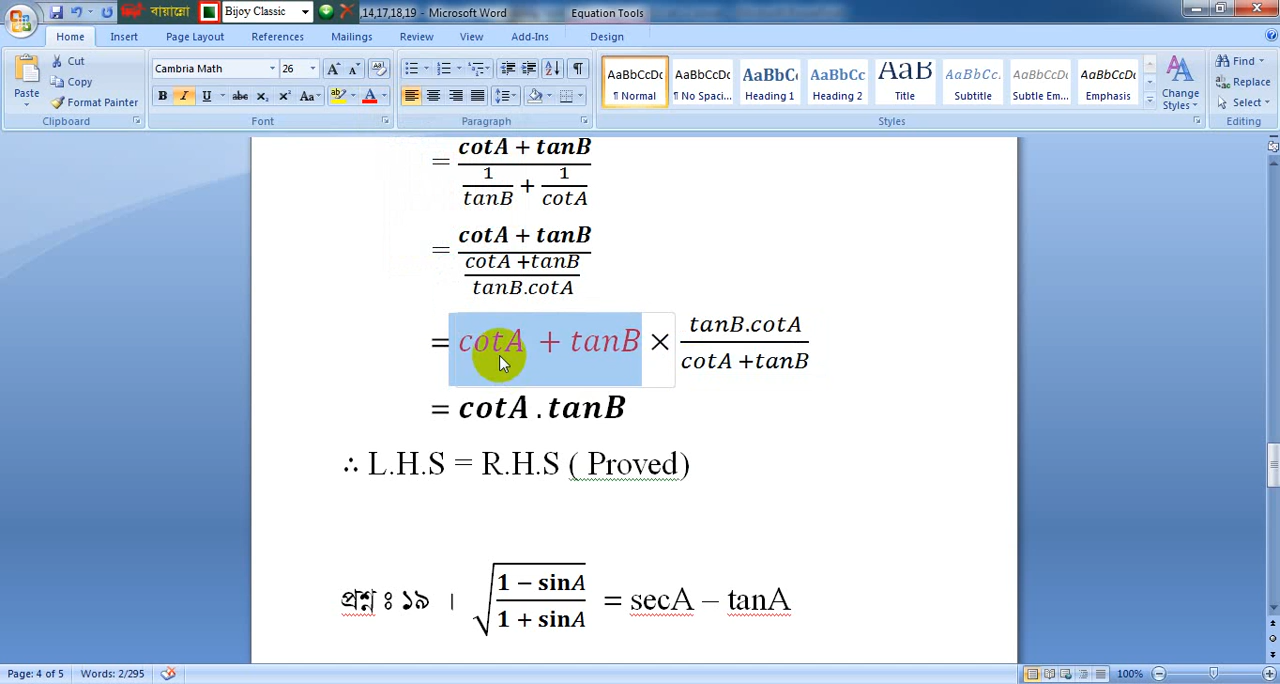 বায়ান্নো Bijoy Classic ,14,17,18,19 - Microsoft Word Equation Tools
Home Insert Page Layout References Mailings Review View Add-Ins Design
Paste Cut Copy Format Painter Clipboard
Cambria Math 26 Font
B I U abc x₂ x² Aa
Paragraph
AaBbCcDc ¶ Normal AaBbCcDc ¶ No Spaci... AaBbCc Heading 1 AaBbCc Heading 2 AaB Title AaBbCc. Subtitle AaBbCcDc Subtle Em... AaBbCcDc Emphasis Change Styles Styles
Find Replace Select Editing
= (cotA + tanB) / (1/tanB + 1/cotA)
= (cotA + tanB) / ((cotA +tanB)/(tanB.cotA))
= cotA + tanB × (tanB.cotA)/(cotA +tanB)
= cotA . tanB
∴ L.H.S = R.H.S ( Proved)
প্রশ্ন ঃ ১৯ । √((1 − sinA)/(1 + sinA)) = secA – tanA
Page: 4 of 5 Words: 2/295 100%